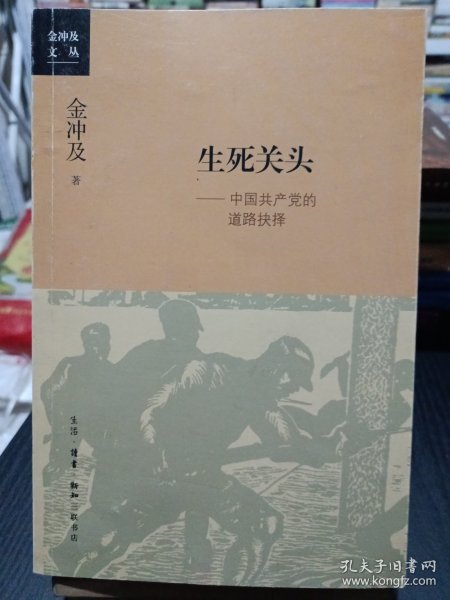 金冲及
文丛
金冲及
著
生死关头
——中国共产党的
道路抉择
生活·读书·新知三联书店
孔夫子旧书网
www.kongfz.com